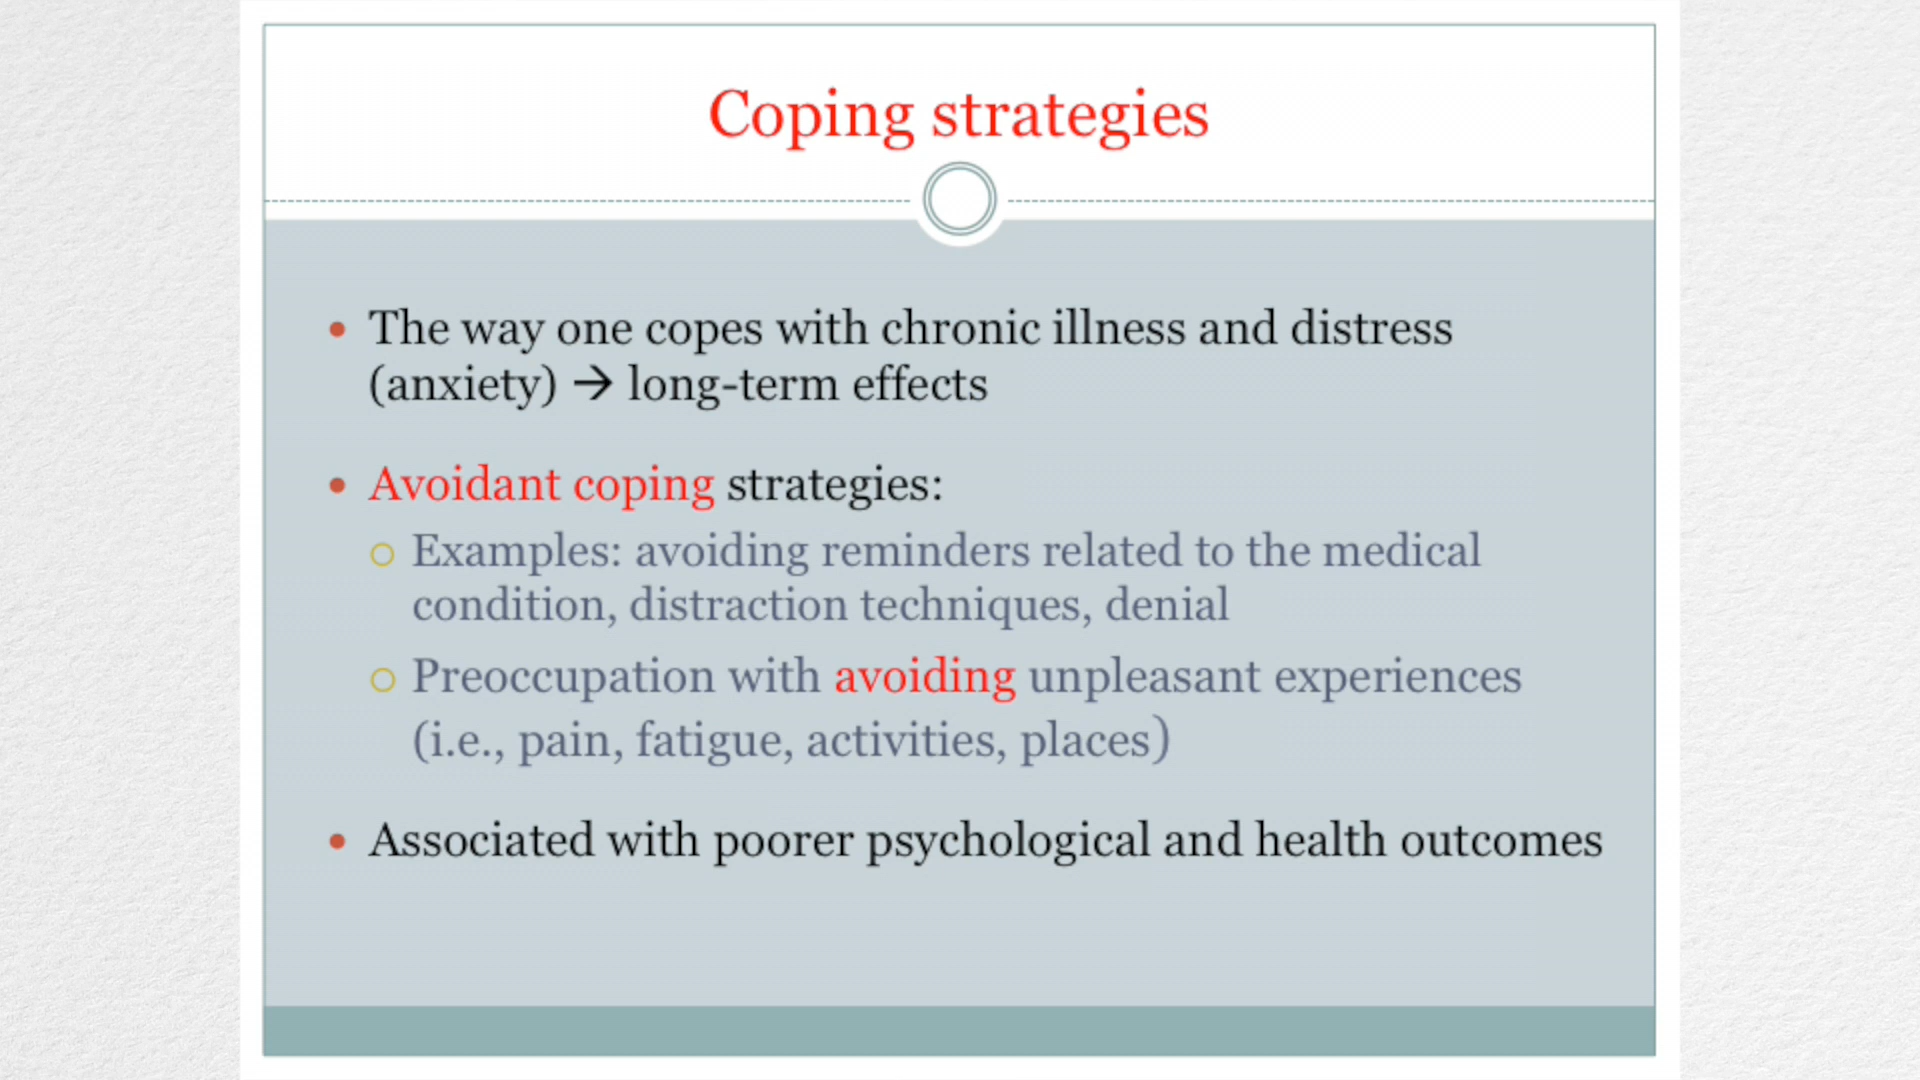 Coping strategies
• The way one copes with chronic illness and distress
(anxiety) → long-term effects
• Avoidant coping strategies:
○ Examples: avoiding reminders related to the medical
condition, distraction techniques, denial
○ Preoccupation with avoiding unpleasant experiences
(i.e., pain, fatigue, activities, places)
• Associated with poorer psychological and health outcomes